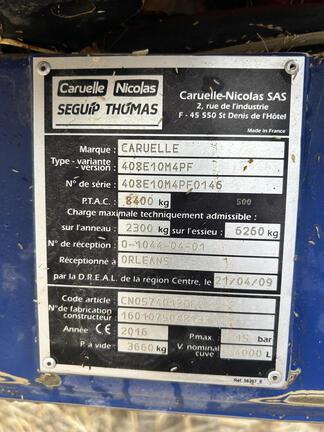 Caruelle Nicolas
SEGUIP THOMAS
Caruelle-Nicolas SAS
2, rue de l'industrie
F - 45 550 St Denis de l'Hôtel
Made in France
Marque : CARUELLE
Type - variante - version : 408E10M4PF
N° de série : 408E10M4PF0146
P.T.A.C. : 8400 kg 500
Charge maximale techniquement admissible :
sur l'anneau : 2300 kg sur l'essieu : 6260 kg
N° de réception : 0-1044-04-01
Réceptionné à ORLEANS
par la D.R.E.A.L. de la région Centre, le 21/04/09
Code article :
N° de fabrication constructeur :
Année : 2016 P.max. : 15 bar
P à vide : 3660 kg V. nominal cuve : 4000 L